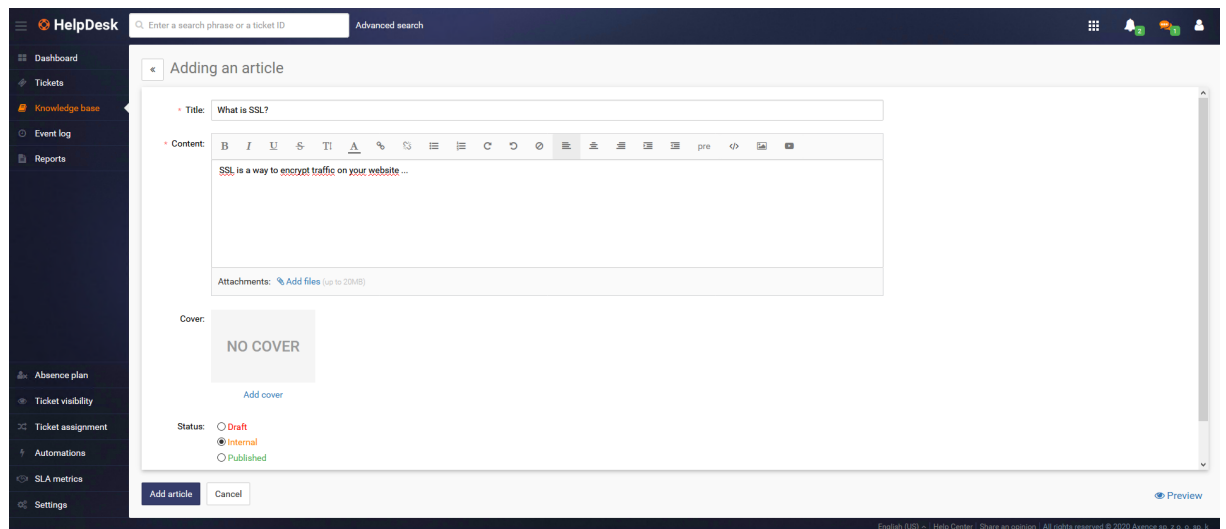 HelpDesk
Enter a search phrase or a ticket ID
Advanced search
2
1
Dashboard
Tickets
Knowledge base
Event log
Reports
Absence plan
Ticket visibility
Ticket assignment
Automations
SLA metrics
Settings
« Adding an article
* Title: What is SSL?
* Content:
B I U S T! A pre </>
SSL is a way to encrypt traffic on your website ...
Attachments: Add files (up to 20MB)
Cover:
NO COVER
Add cover
Status: Draft
Internal
Published
Add article Cancel
Preview
English (US) | Help Center | Share an opinion | All rights reserved © 2020 Axence sp. z o. o. sp. k